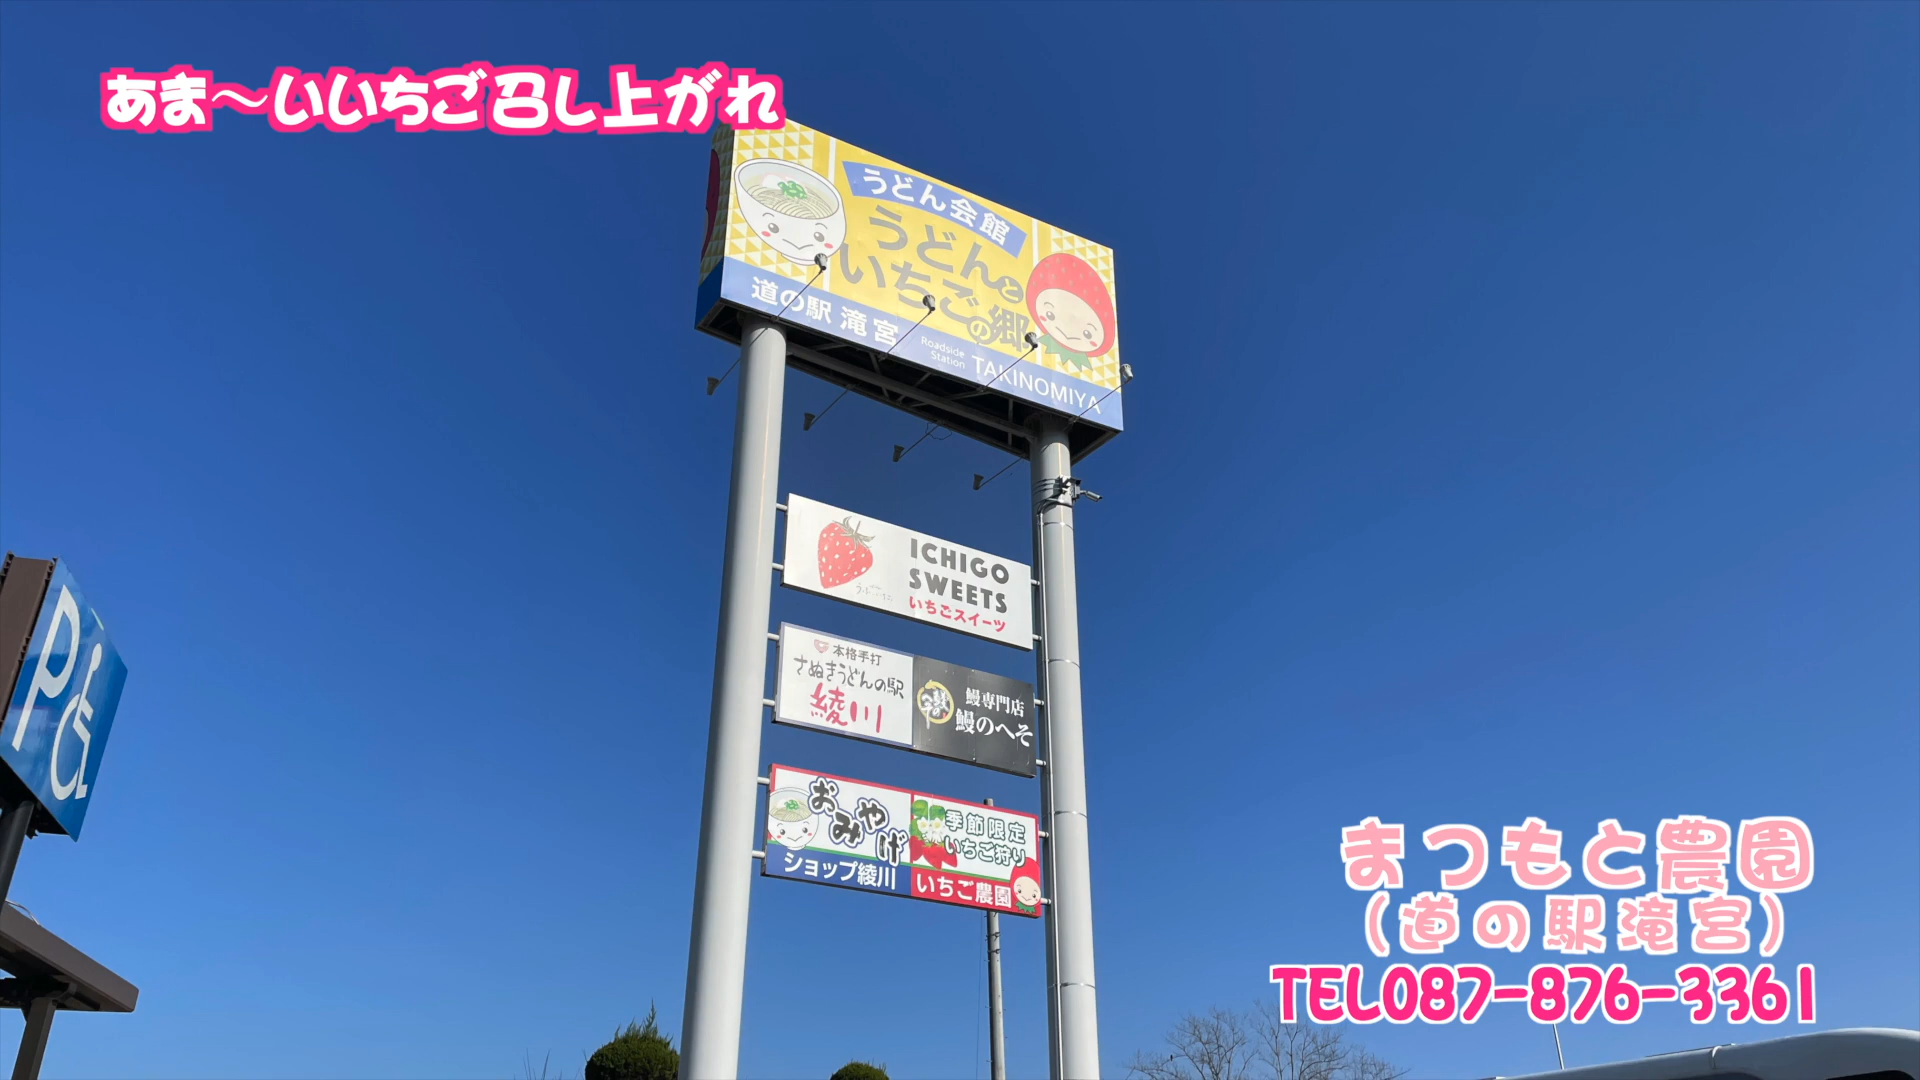 あま〜いいちご召し上がれ
うどん会館
うどんと
いちごの郷
道の駅 滝宮
Roadside
Station
TAKINOMIYA
ICHIGO
SWEETS
いちごスイーツ
本格手打
さぬきうどんの駅
綾川
鰻専門店
鰻のへそ
おみやげ
ショップ綾川
季節限定
いちご狩り
いちご農園
P
まつもと農園
(道の駅滝宮)
TEL087-876-3361